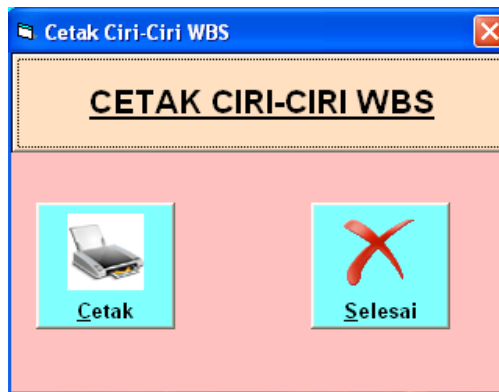 Cetak Ciri-Ciri WBS
CETAK CIRI-CIRI WBS
Cetak
Selesai